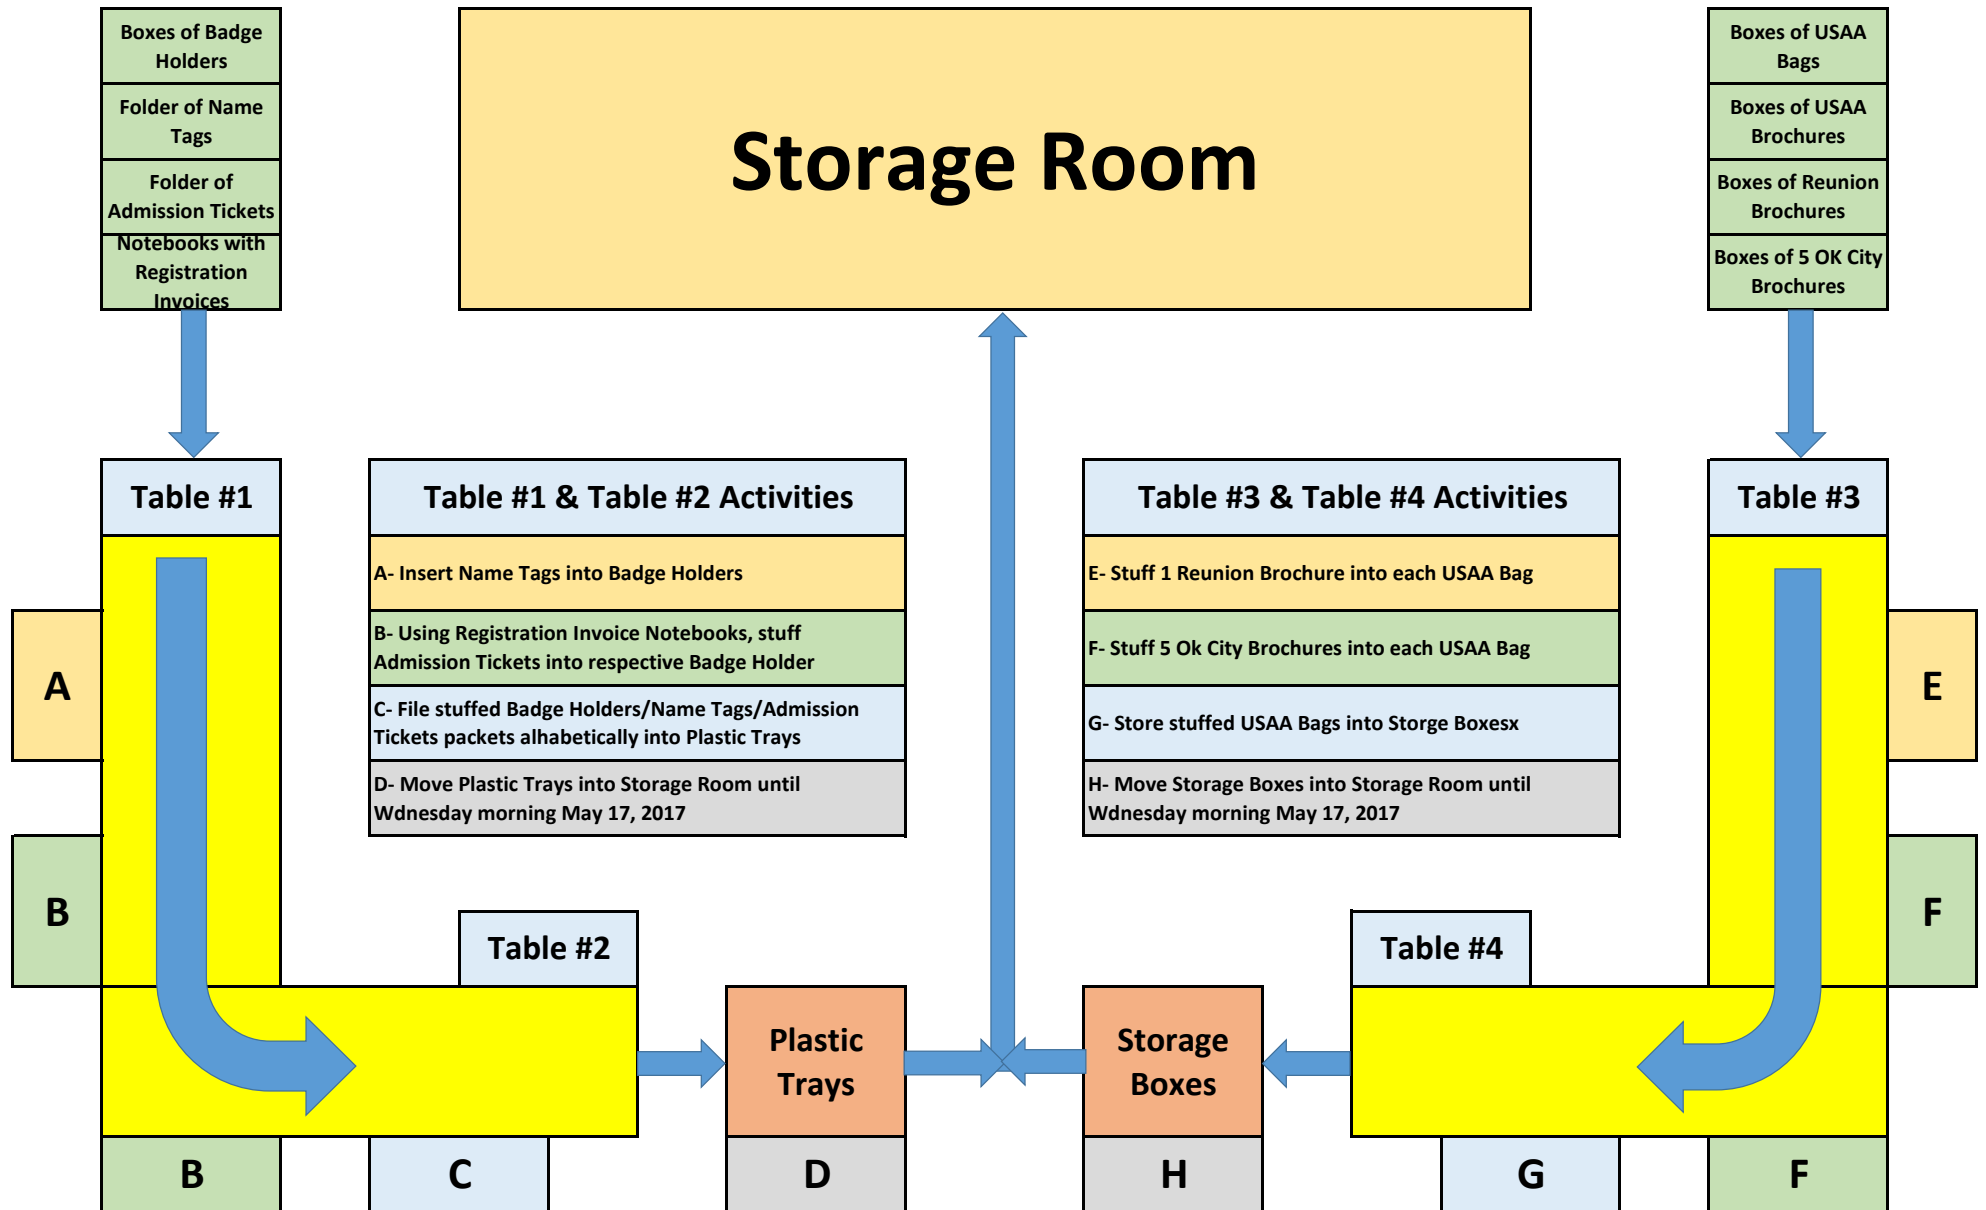 Boxes of Badge
Holders
Folder of Name
Tags
Folder of
Admission Tickets
Notebooks with
Registration
Invoices
Storage Room
Boxes of USAA
Bags
Boxes of USAA
Brochures
Boxes of Reunion
Brochures
Boxes of 5 OK City
Brochures
Table #1
Table #1 & Table #2 Activities
A- Insert Name Tags into Badge Holders
B- Using Registration Invoice Notebooks, stuff
Admission Tickets into respective Badge Holder
C- File stuffed Badge Holders/Name Tags/Admission
Tickets packets alhabetically into Plastic Trays
D- Move Plastic Trays into Storage Room until
Wdnesday morning May 17, 2017
Table #3 & Table #4 Activities
E- Stuff 1 Reunion Brochure into each USAA Bag
F- Stuff 5 Ok City Brochures into each USAA Bag
G- Store stuffed USAA Bags into Storge Boxesx
H- Move Storage Boxes into Storage Room until
Wdnesday morning May 17, 2017
Table #3
A
E
B
F
Table #2
Table #4
Plastic
Trays
Storage
Boxes
B
C
D
H
G
F